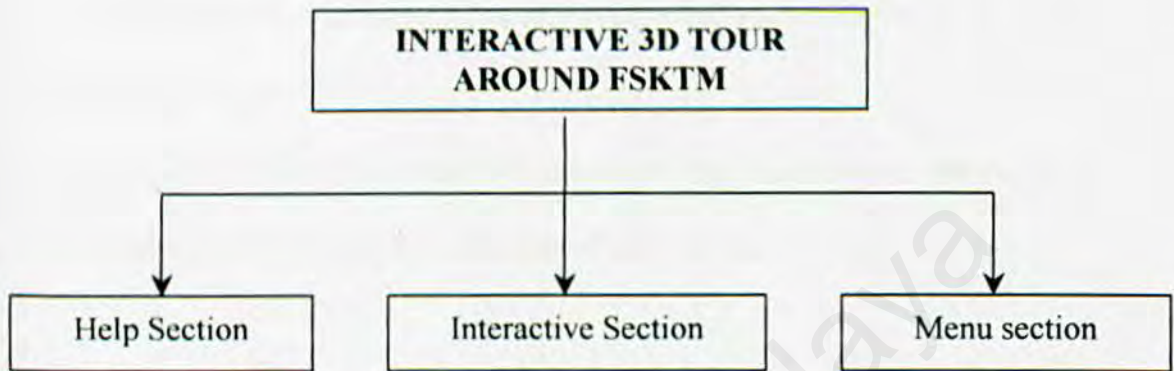 INTERACTIVE 3D TOUR
AROUND FSKTM
Help Section
Interactive Section
Menu section